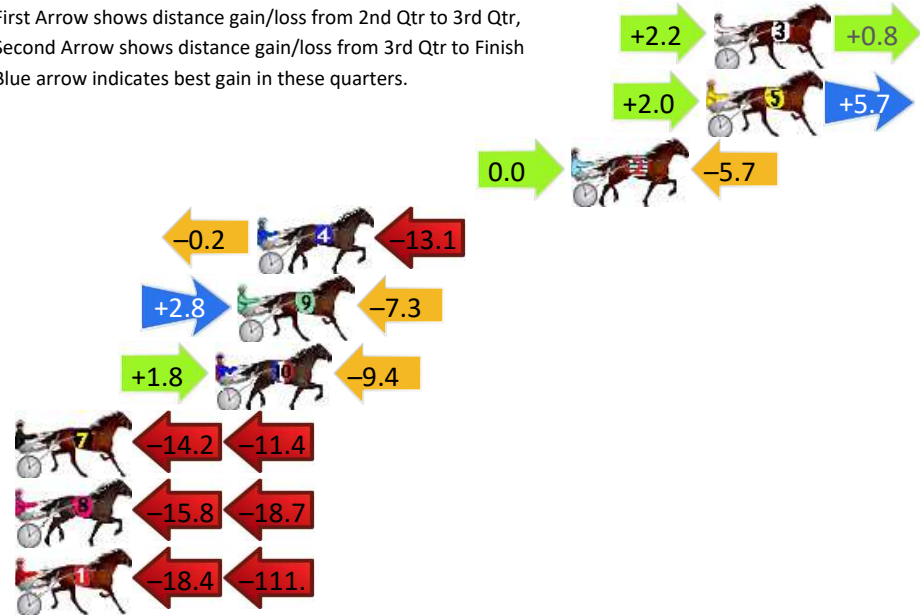 First Arrow shows distance gain/loss from 2nd Qtr to 3rd Qtr,
Second Arrow shows distance gain/loss from 3rd Qtr to Finish
Blue arrow indicates best gain in these quarters.
+2.2 3 +0.8
+2.0 5 +5.7
0.0 2 –5.7
–0.2 4 –13.1
+2.8 9 –7.3
+1.8 10 –9.4
7 –14.2 –11.4
8 –15.8 –18.7
1 –18.4 –111.